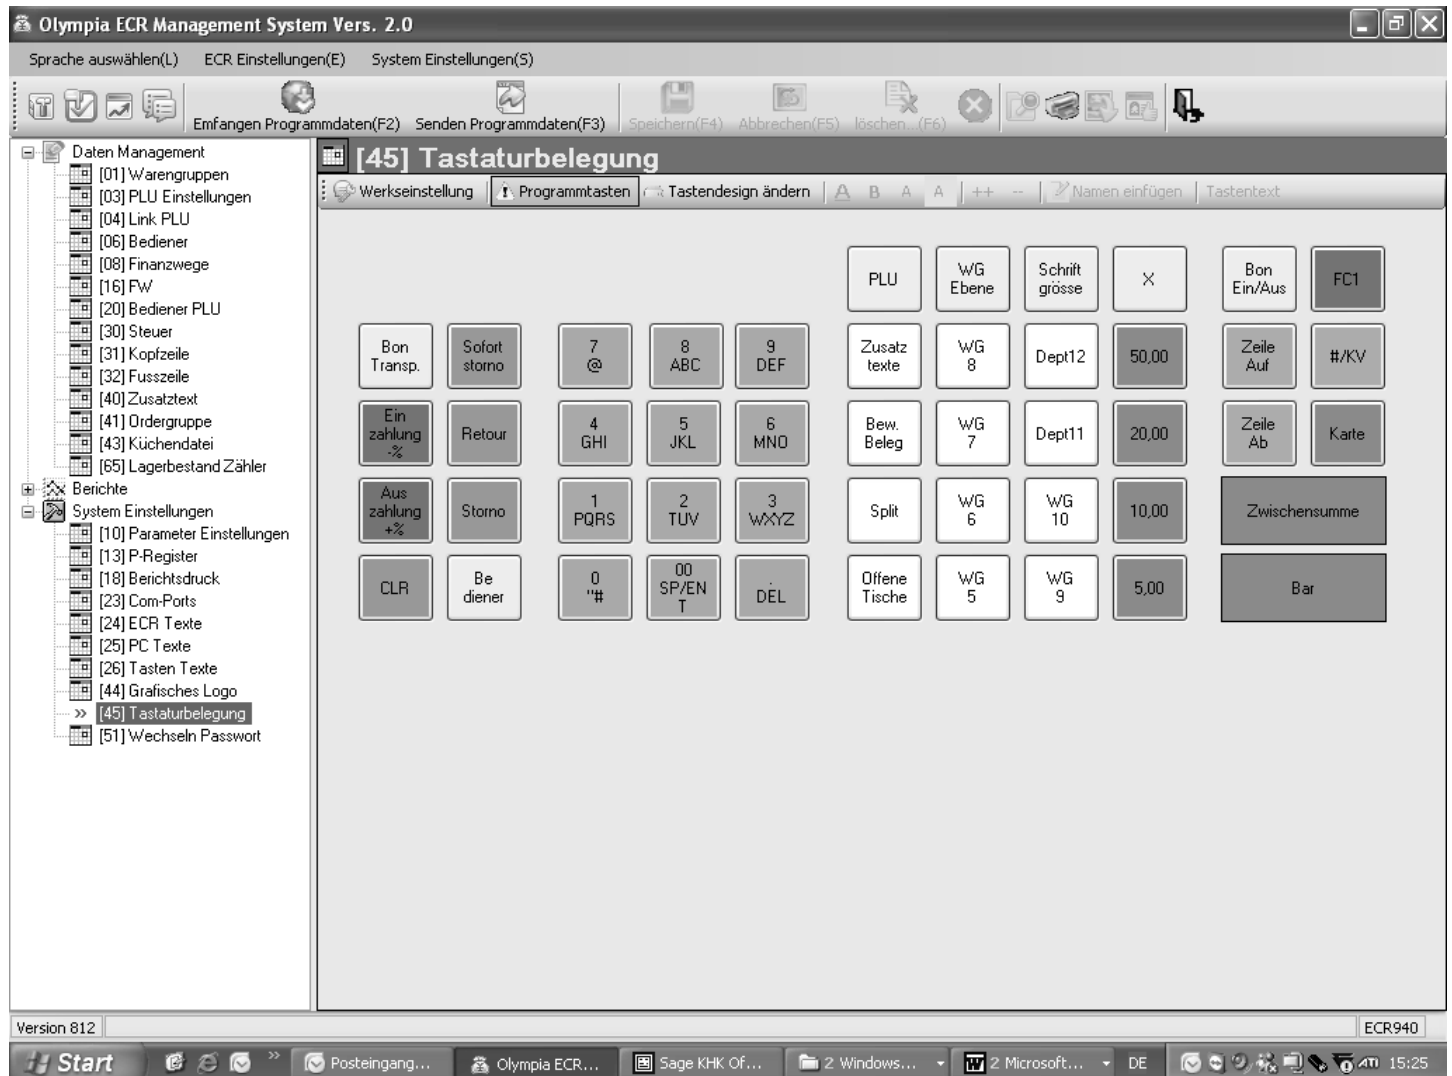 Olympia ECR Management System Vers. 2.0
Sprache auswählen(L) ECR Einstellungen(E) System Einstellungen(S)
Emfangen Programmdaten(F2) Senden Programmdaten(F3) Speichern(F4) Abbrechen(F5) löschen...(F6)
Daten Management
[01] Warengruppen
[03] PLU Einstellungen
[04] Link PLU
[06] Bediener
[08] Finanzwege
[16] FW
[20] Bediener PLU
[30] Steuer
[31] Kopfzeile
[32] Fusszeile
[40] Zusatztext
[41] Ordergruppe
[43] Küchendatei
[65] Lagerbestand Zähler
Berichte
System Einstellungen
[10] Parameter Einstellungen
[13] P-Register
[18] Berichtsdruck
[23] Com-Ports
[24] ECR Texte
[25] PC Texte
[26] Tasten Texte
[44] Grafisches Logo
[45] Tastaturbelegung
[51] Wechseln Passwort
[45] Tastaturbelegung
Werkseinstellung Programmtasten Tastendesign ändern A B A A ++ -- Namen einfügen Tastentext
PLU
WG
Ebene
Schrift
grösse
X
Bon
Ein/Aus
FC1
Bon
Transp.
Sofort
storno
7
@
8
ABC
9
DEF
Zusatz
texte
WG
8
Dept12
50,00
Zeile
Auf
#/KV
Ein
zahlung
-%
Retour
4
GHI
5
JKL
6
MNO
Bew.
Beleg
WG
7
Dept11
20,00
Zeile
Ab
Karte
Aus
zahlung
+%
Storno
1
PQRS
2
TUV
3
WXYZ
Split
WG
6
WG
10
10,00
Zwischensumme
CLR
Be
diener
0
"#
00
SP/EN
T
.
DEL
Offene
Tische
WG
5
WG
9
5,00
Bar
Version 812 ECR940
Start Posteingang... Olympia ECR... Sage KHK Of... 2 Windows... 2 Microsoft... DE ATI 15:25